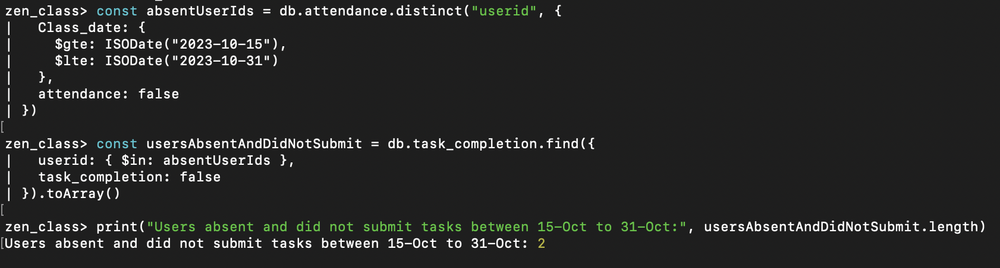 zen_class> const absentUserIds = db.attendance.distinct("userid", {
|   Class_date: {
|     $gte: ISODate("2023-10-15"),
|     $lte: ISODate("2023-10-31")
|   },
|   attendance: false
| })
[
zen_class> const usersAbsentAndDidNotSubmit = db.task_completion.find({
|   userid: { $in: absentUserIds },
|   task_completion: false
| }).toArray()
[
zen_class> print("Users absent and did not submit tasks between 15-Oct to 31-Oct:", usersAbsentAndDidNotSubmit.length)
[Users absent and did not submit tasks between 15-Oct to 31-Oct: 2